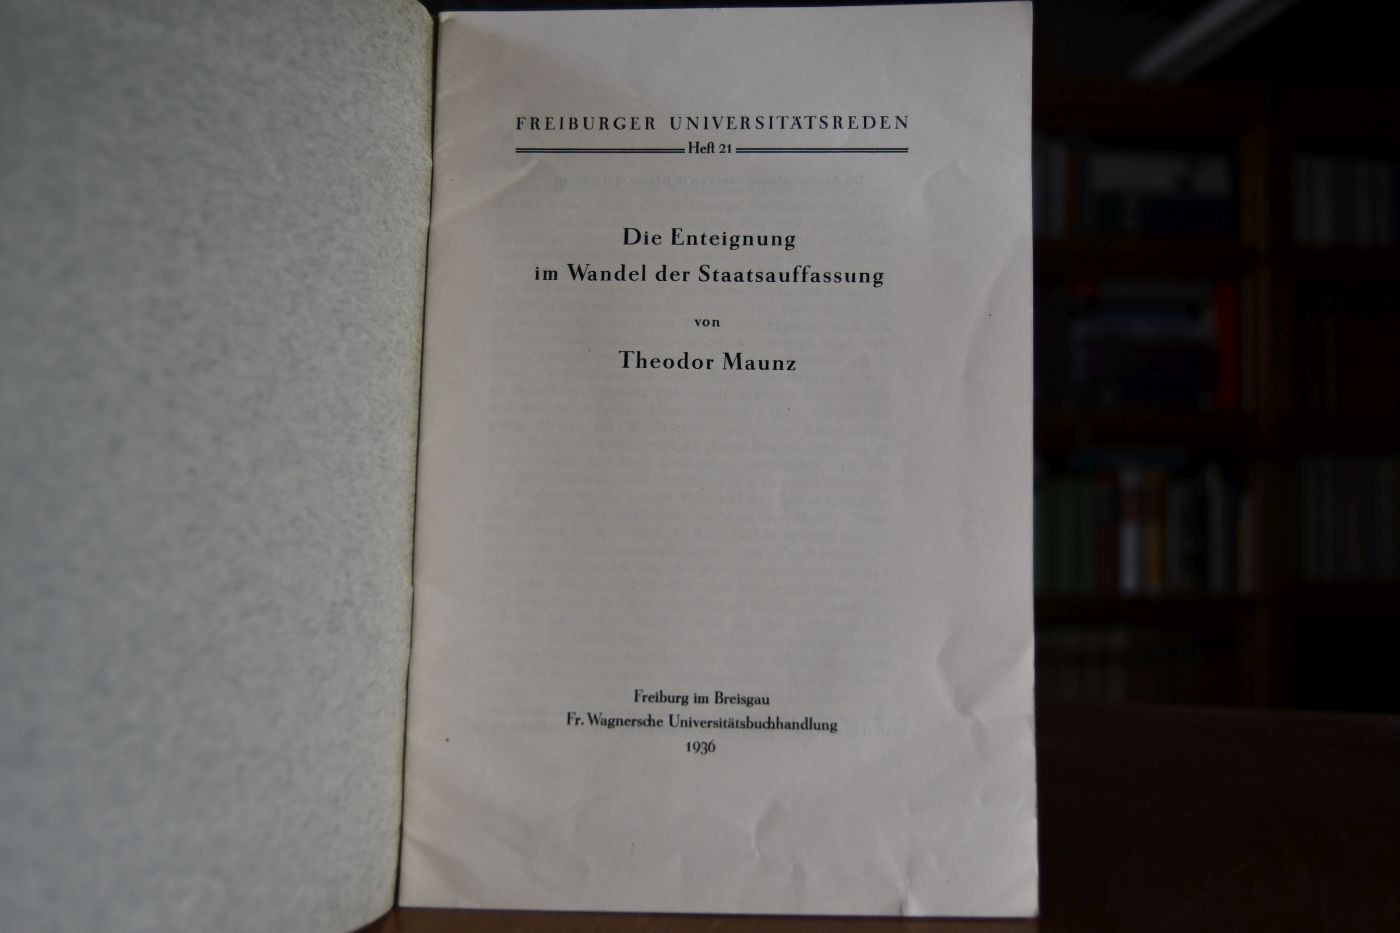 FREIBURGER UNIVERSITÄTSREDEN
Heft 21
Die Enteignung
im Wandel der Staatsauffassung
von
Theodor Maunz
Freiburg im Breisgau
Fr. Wagnersche Universitätsbuchhandlung
1936